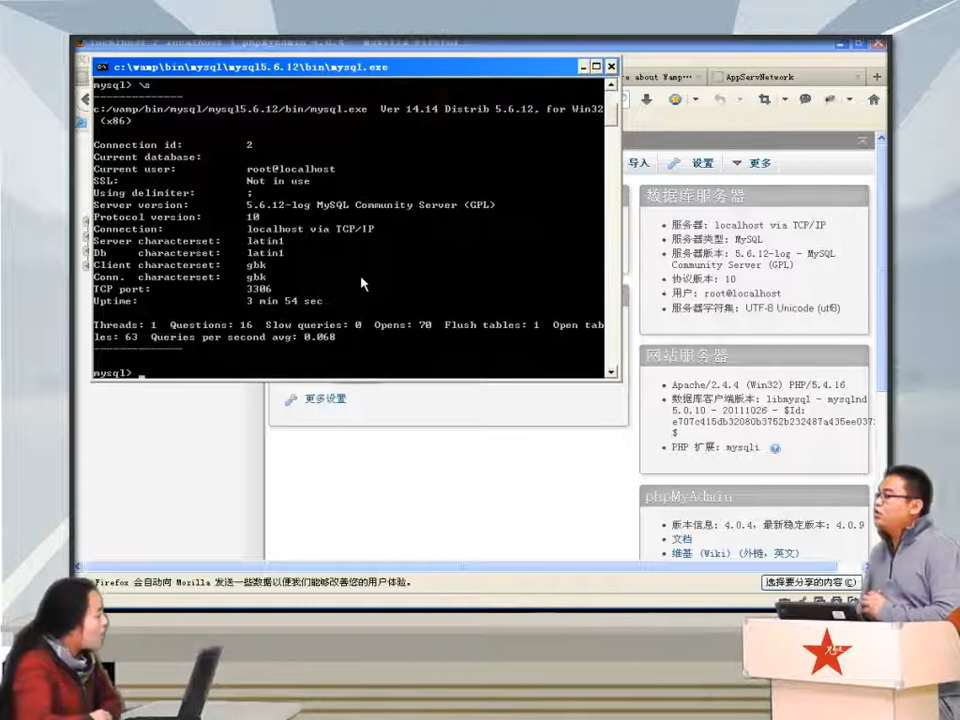 c:\wamp\bin\mysql\mysql5.6.12\bin\mysql.exe
mysql> \s
--------------
c:/wamp/bin/mysql/mysql5.6.12/bin/mysql.exe  Ver 14.14 Distrib 5.6.12, for Win32
(x86)
Connection id: 2
Current database:
Current user: root@localhost
SSL: Not in use
Using delimiter: ;
Server version: 5.6.12-log MySQL Community Server (GPL)
Protocol version: 10
Connection: localhost via TCP/IP
Server characterset: latin1
Db characterset: latin1
Client characterset: gbk
Conn. characterset: gbk
TCP port: 3306
Uptime: 3 min 54 sec
Threads: 1  Questions: 16  Slow queries: 0  Opens: 70  Flush tables: 1  Open tab
les: 63  Queries per second avg: 0.068
--------------
mysql> _
re about Wamp...
AppServNetwork
导入 设置 更多
数据库服务器
服务器: localhost via TCP/IP
服务器类型: MySQL
服务器版本: 5.6.12-log - MySQL
Community Server (GPL)
协议版本: 10
用户: root@localhost
服务器字符集: UTF-8 Unicode (utf8)
网站服务器
Apache/2.4.4 (Win32) PHP/5.4.16
数据库客户端版本: libmysql - mysqlnd
5.0.10 - 20111026 - $Id:
e707c415db32080b3752b232487a435ee037
$
PHP 扩展: mysqli
更多设置
phpMyAdmin
版本信息: 4.0.4, 最新稳定版本: 4.0.9
文档
维基 (Wiki) (外链，英文)
Firefox 会自动向 Mozilla 发送一些数据以便我们能够改善您的用户体验。
选择要分享的内容(C)